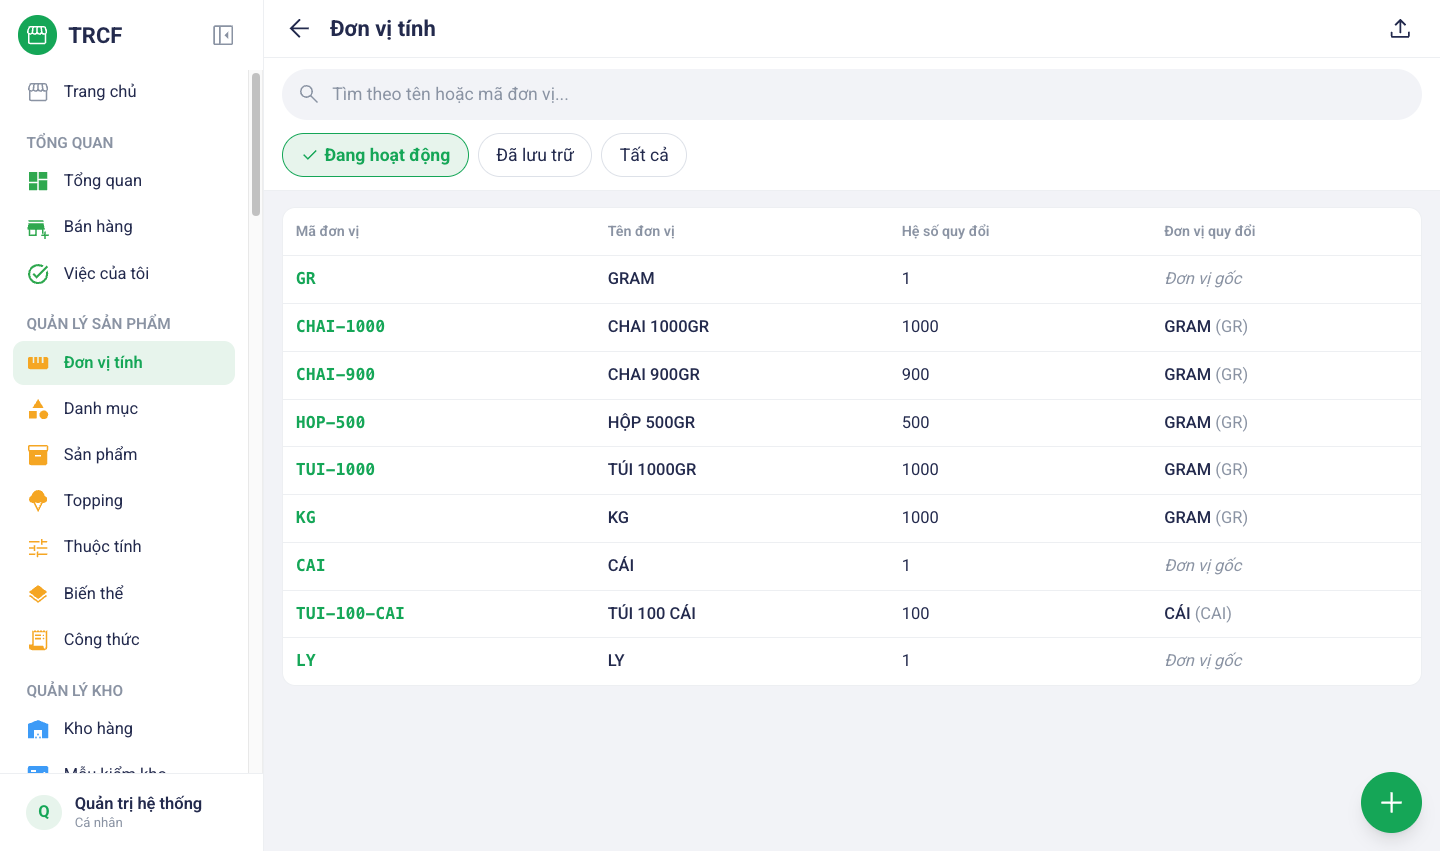 TRCF
Trang chủ
TỔNG QUAN
Tổng quan
Bán hàng
Việc của tôi
QUẢN LÝ SẢN PHẨM
Đơn vị tính
Danh mục
Sản phẩm
Topping
Thuộc tính
Biến thể
Công thức
QUẢN LÝ KHO
Kho hàng
Mẫu kiểm kho
Q
Quản trị hệ thống
Cá nhân
Đơn vị tính
Tìm theo tên hoặc mã đơn vị...
Đang hoạt động Đã lưu trữ Tất cả
Mã đơn vị Tên đơn vị Hệ số quy đổi Đơn vị quy đổi
GR GRAM 1 Đơn vị gốc
CHAI-1000 CHAI 1000GR 1000 GRAM (GR)
CHAI-900 CHAI 900GR 900 GRAM (GR)
HOP-500 HỘP 500GR 500 GRAM (GR)
TUI-1000 TÚI 1000GR 1000 GRAM (GR)
KG KG 1000 GRAM (GR)
CAI CÁI 1 Đơn vị gốc
TUI-100-CAI TÚI 100 CÁI 100 CÁI (CAI)
LY LY 1 Đơn vị gốc